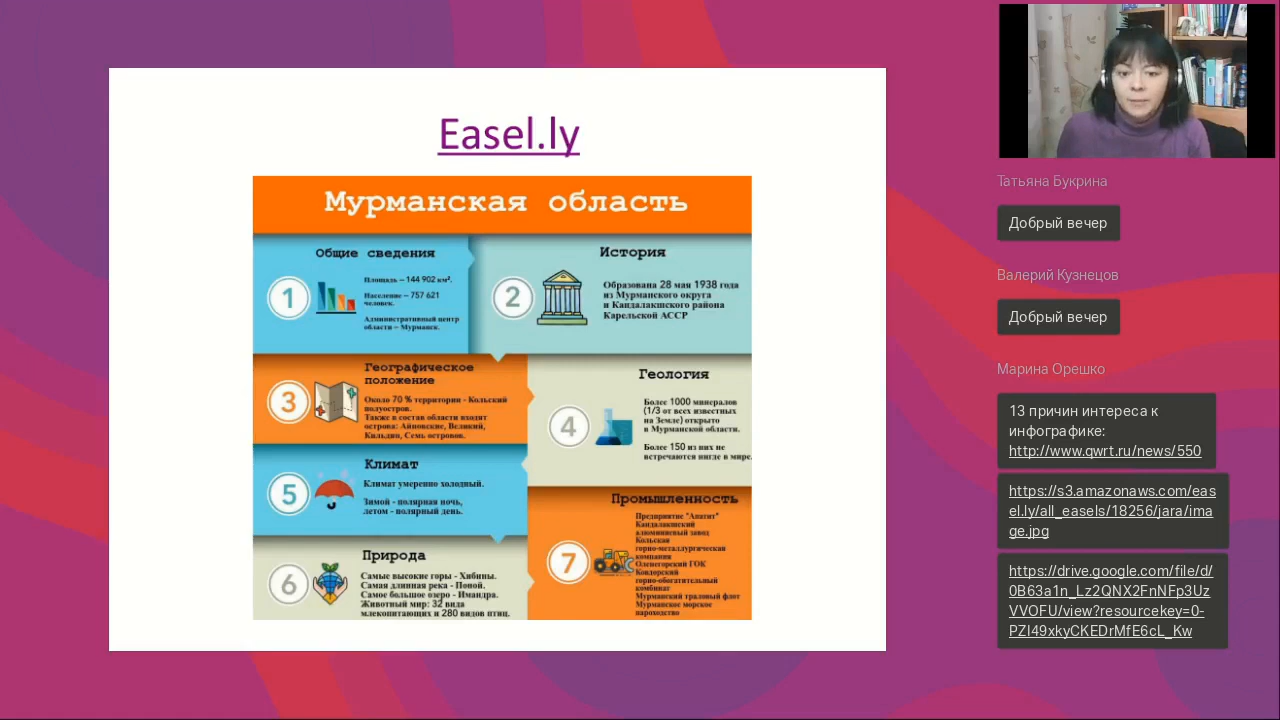 Easel.ly
Мурманская область
Общие сведения
1
Площадь – 144 902 км².
Население – 757 621
человек.
Административный центр
области – Мурманск.
История
2
Образована 28 мая 1938 года
из Мурманского округа
и Кандалакшского района
Карельской АССР
Географическое
положение
3
Около 70 % территории - Кольский
полуостров.
Также в состав области входят
острова: Айновские, Великий,
Кильдин, Семь островов.
Геология
4
Более 1000 минералов
(1/3 от всех известных
на Земле) открыто
в Мурманской области.
Более 150 из них не
встречаются нигде в мире.
Климат
5
Климат умеренно холодный.
Зимой - полярная ночь,
летом - полярный день.
Природа
6
Самые высокие горы - Хибины.
Самая длинная река - Поной.
Самое большое озеро - Имандра.
Животный мир: 32 вида
млекопитающих и 280 видов птиц.
Промышленность
7
Предприятие "Апатит"
Кандалакшский
алюминиевый завод
Кольская
горно-металлургическая
компания
Оленегорский ГОК
Ковдорский
горно-обогатительный
комбинат
Мурманский траловый флот
Мурманское морское
пароходство
Татьяна Букрина
Добрый вечер
Валерий Кузнецов
Добрый вечер
Марина Орешко
13 причин интереса к
инфографике:
http://www.qwrt.ru/news/550
https://s3.amazonaws.com/eas
el.ly/all_easels/18256/jara/ima
ge.jpg
https://drive.google.com/file/d/
0B63a1n_Lz2QNX2FnNFp3Uz
VVOFU/view?resourcekey=0-
PZI49xkyCKEDrMfE6cL_Kw